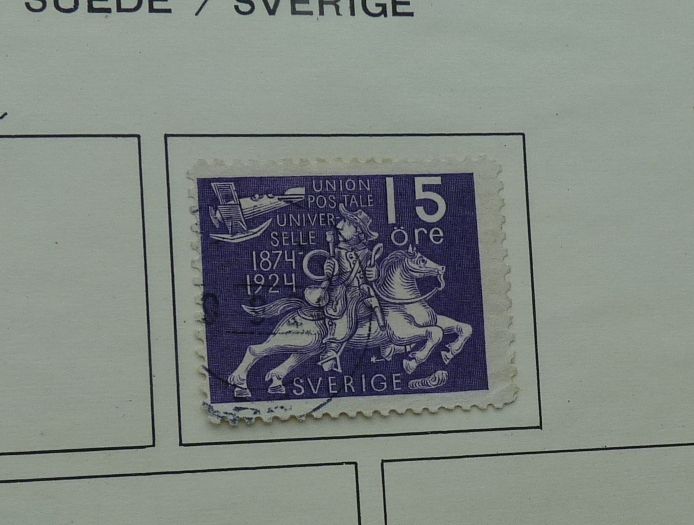 SUEDE / SVERIGE
UNION
POSTALE
UNIVER-
SELLE
1874-
1924
15
öre
SVERIGE